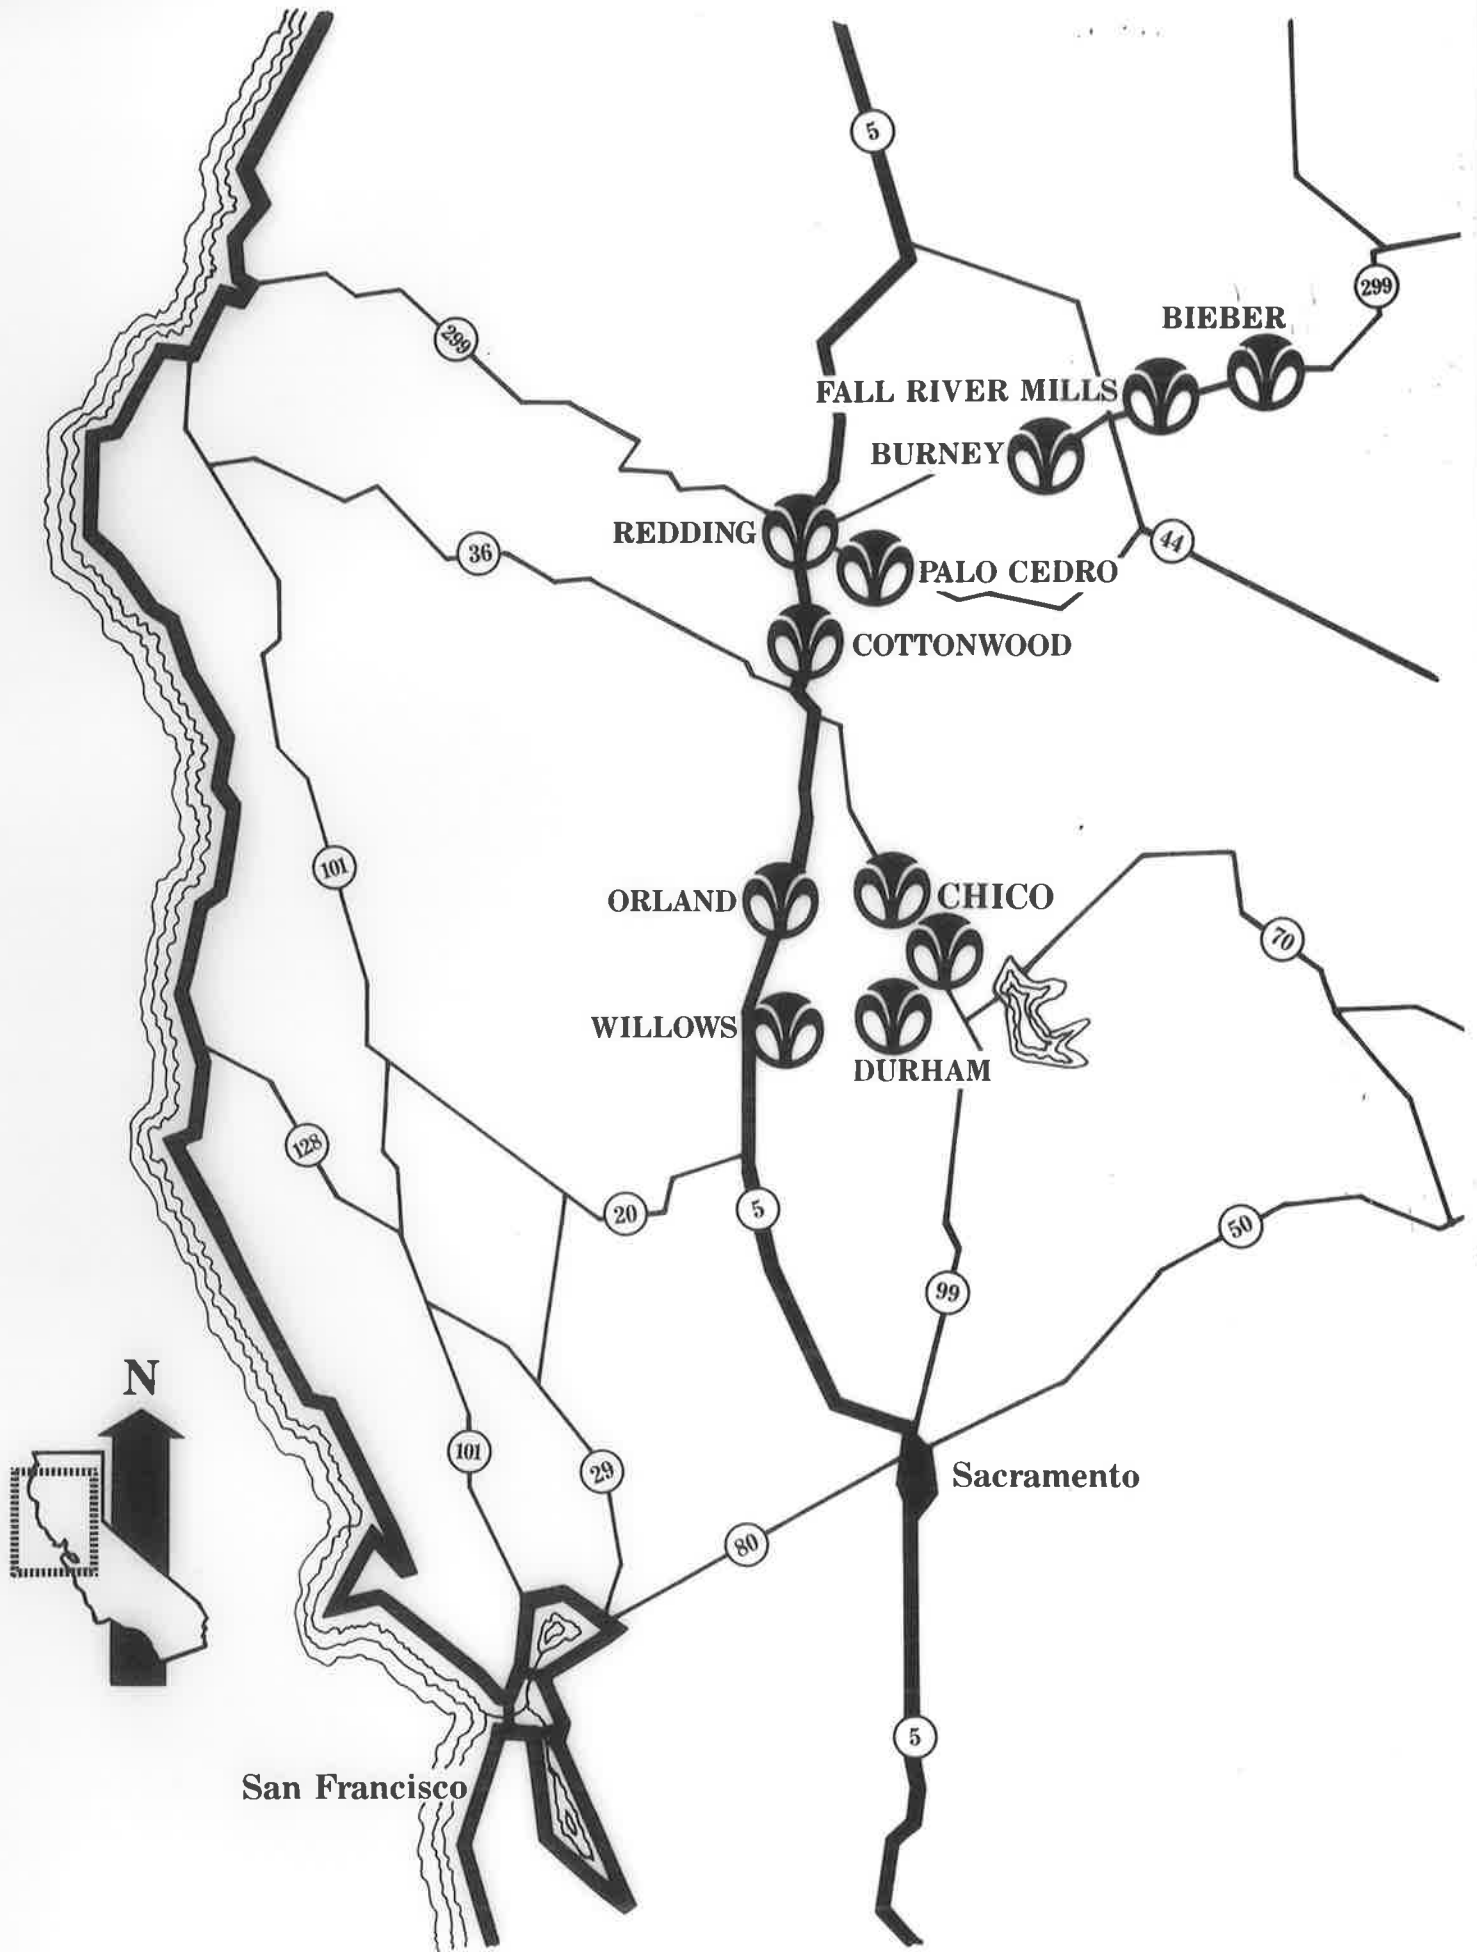 5
299
BIEBER
299
FALL RIVER MILLS
BURNEY
REDDING
44
36
PALO CEDRO
COTTONWOOD
101
ORLAND
CHICO
70
WILLOWS
DURHAM
128
20
5
50
99
N
101
29
Sacramento
80
5
San Francisco